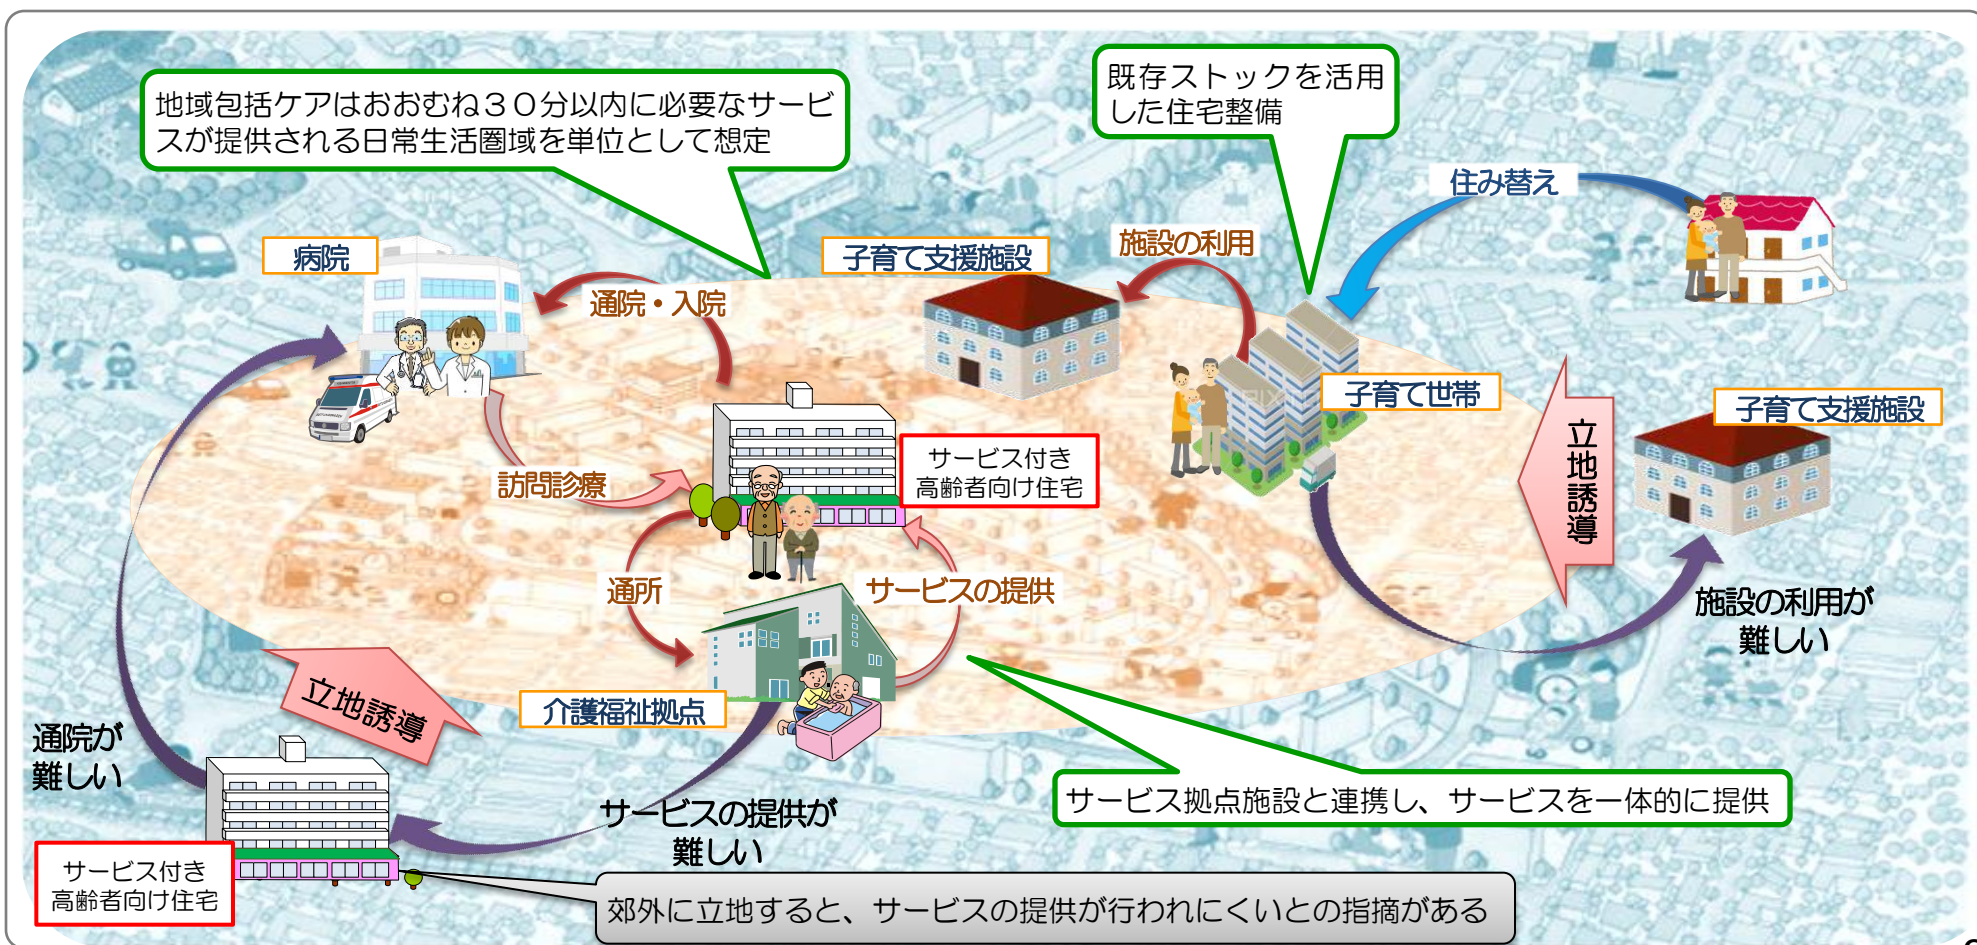 地域包括ケアはおおむね３０分以内に必要なサービ
スが提供される日常生活圏域を単位として想定
既存ストックを活用
した住宅整備
住み替え
病院
子育て支援施設
施設の利用
通院・入院
子育て世帯
子育て支援施設
立地誘導
サービス付き
高齢者向け住宅
訪問診療
通所
サービスの提供
施設の利用が
難しい
立地誘導
介護福祉拠点
通院が
難しい
サービスの提供が
難しい
サービス拠点施設と連携し、サービスを一体的に提供
サービス付き
高齢者向け住宅
郊外に立地すると、サービスの提供が行われにくいとの指摘がある